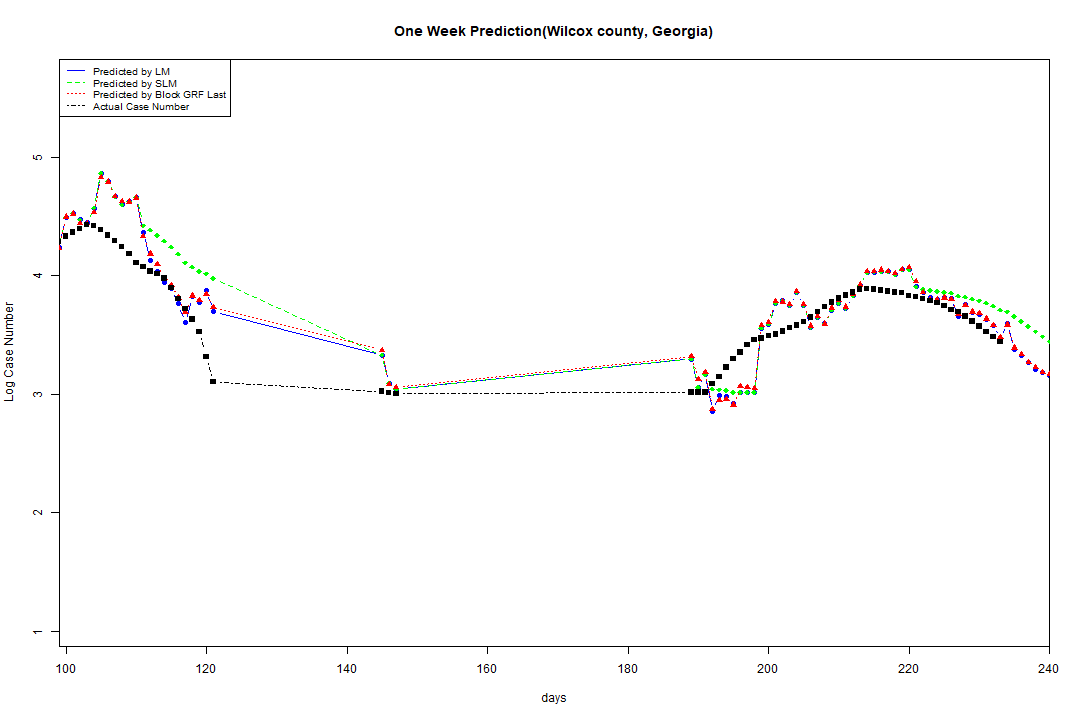 One Week Prediction(Wilcox county, Georgia)
Predicted by LM
Predicted by SLM
Predicted by Block GRF Last
Actual Case Number
5
4
3
2
1
Log Case Number
100 120 140 160 180 200 220 240
days